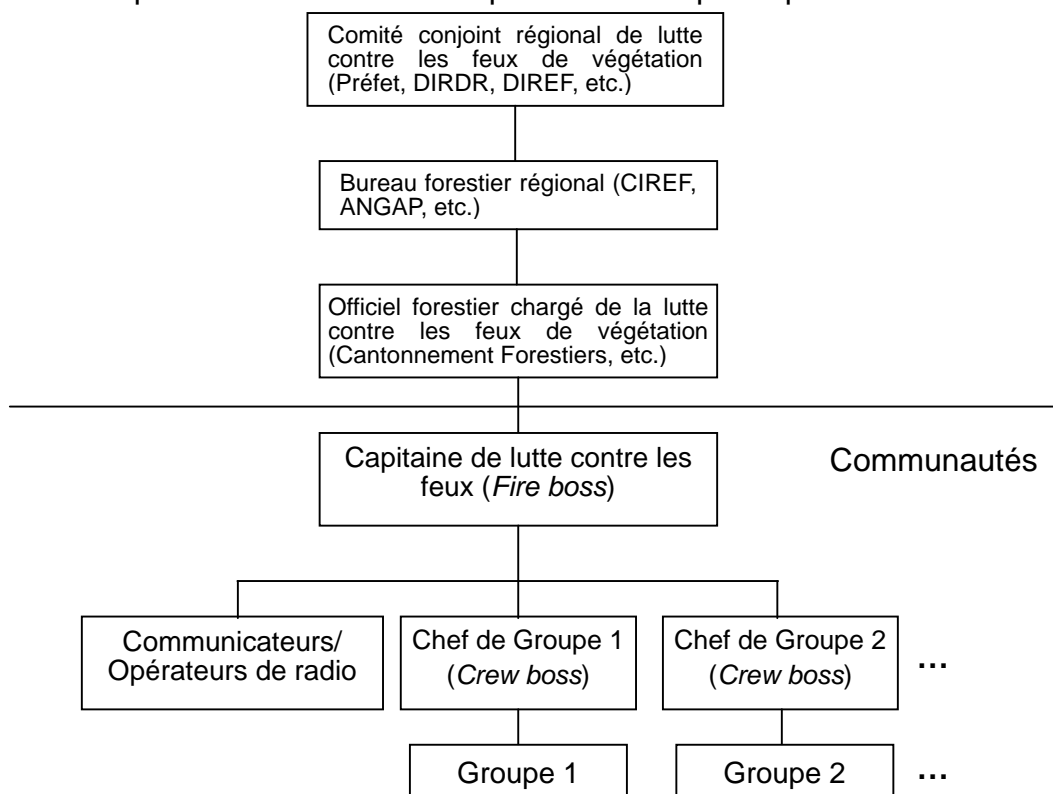 Comité conjoint régional de lutte
contre les feux de végétation
(Préfet, DIRDR, DIREF, etc.)
Bureau forestier régional (CIREF,
ANGAP, etc.)
Officiel forestier chargé de la lutte
contre les feux de végétation
(Cantonnement Forestiers, etc.)
Capitaine de lutte contre les
feux (Fire boss)
Communautés
Communicateurs/
Opérateurs de radio
Chef de Groupe 1
(Crew boss)
Chef de Groupe 2
(Crew boss)
...
Groupe 1
Groupe 2
...